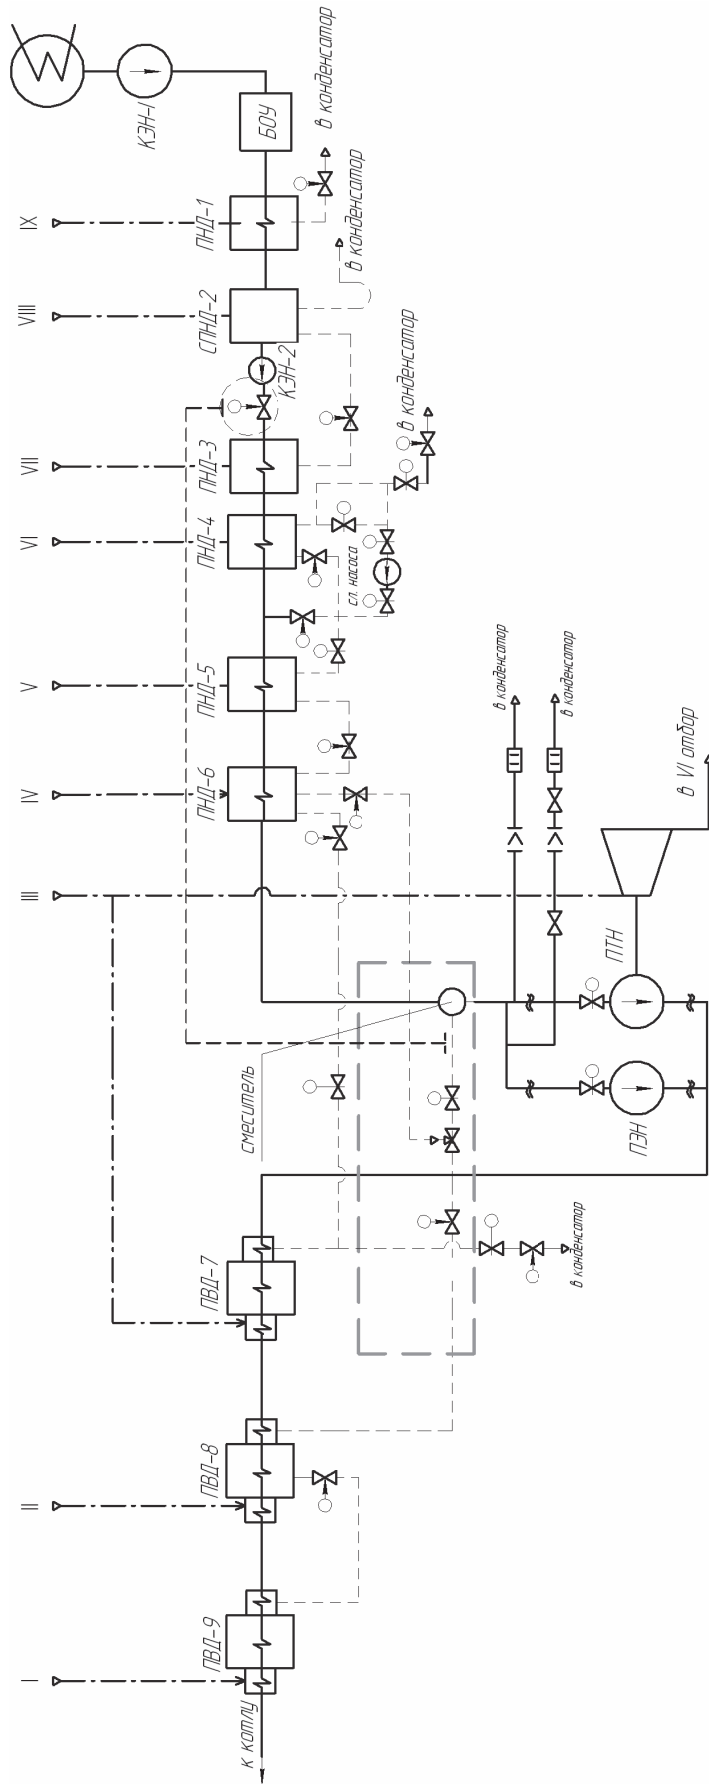 в конденсатор
КЭН-I
БОУ
IX
ПНД-1
в конденсатор
VIII
СПНД-2
КЭН-2
в конденсатор
VII
ПНД-3
VI
ПНД-4
сл. насоса
V
ПНД-5
в конденсатор
в конденсатор
IV
ПНД-6
в VI отбор
III
ПТН
смеситель
ПЭН
в конденсатор
ПВД-7
II
ПВД-8
I
ПВД-9
к котлу